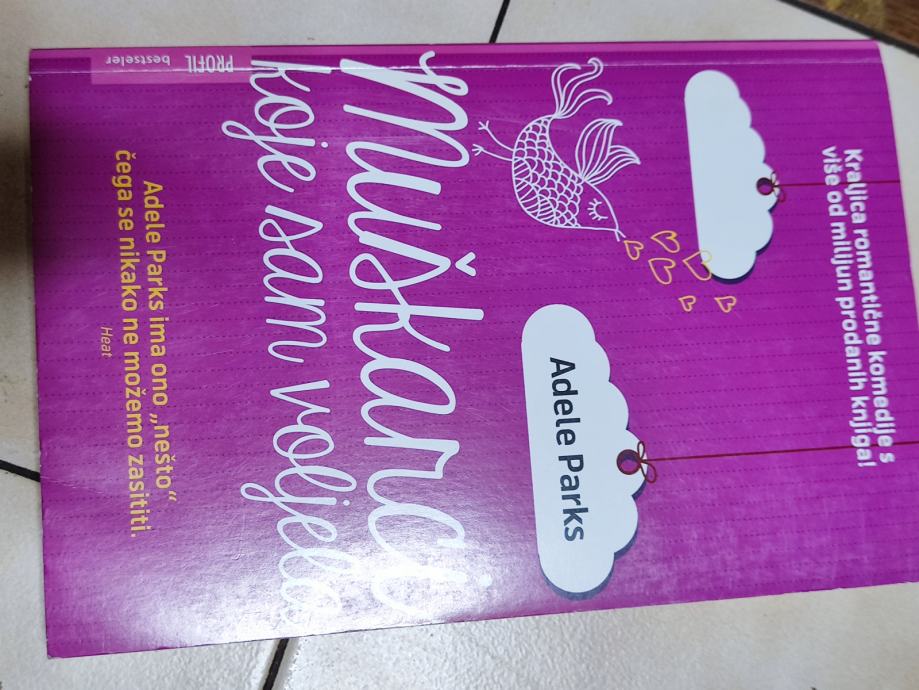 Kraljica romantične komedije s
više od milijun prodanih knjiga!
Adele Parks
Muškarci
koje sam voljela
Adele Parks ima ono „nešto“
čega se nikako ne možemo zasititi.
Heat
PROFIL
bestseler